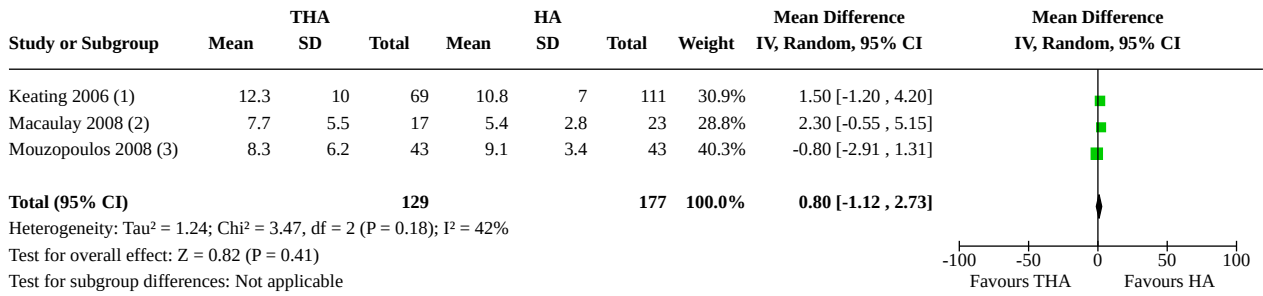 THA HA Mean Difference Mean Difference
Study or Subgroup Mean SD Total Mean SD Total Weight IV, Random, 95% CI IV, Random, 95% CI
Keating 2006 (1) 12.3 10 69 10.8 7 111 30.9% 1.50 [-1.20 , 4.20]
Macaulay 2008 (2) 7.7 5.5 17 5.4 2.8 23 28.8% 2.30 [-0.55 , 5.15]
Mouzopoulos 2008 (3) 8.3 6.2 43 9.1 3.4 43 40.3% -0.80 [-2.91 , 1.31]
Total (95% CI) 129 177 100.0% 0.80 [-1.12 , 2.73]
Heterogeneity: Tau² = 1.24; Chi² = 3.47, df = 2 (P = 0.18); I² = 42%
Test for overall effect: Z = 0.82 (P = 0.41)
Test for subgroup differences: Not applicable
-100 -50 0 50 100
Favours THA Favours HA